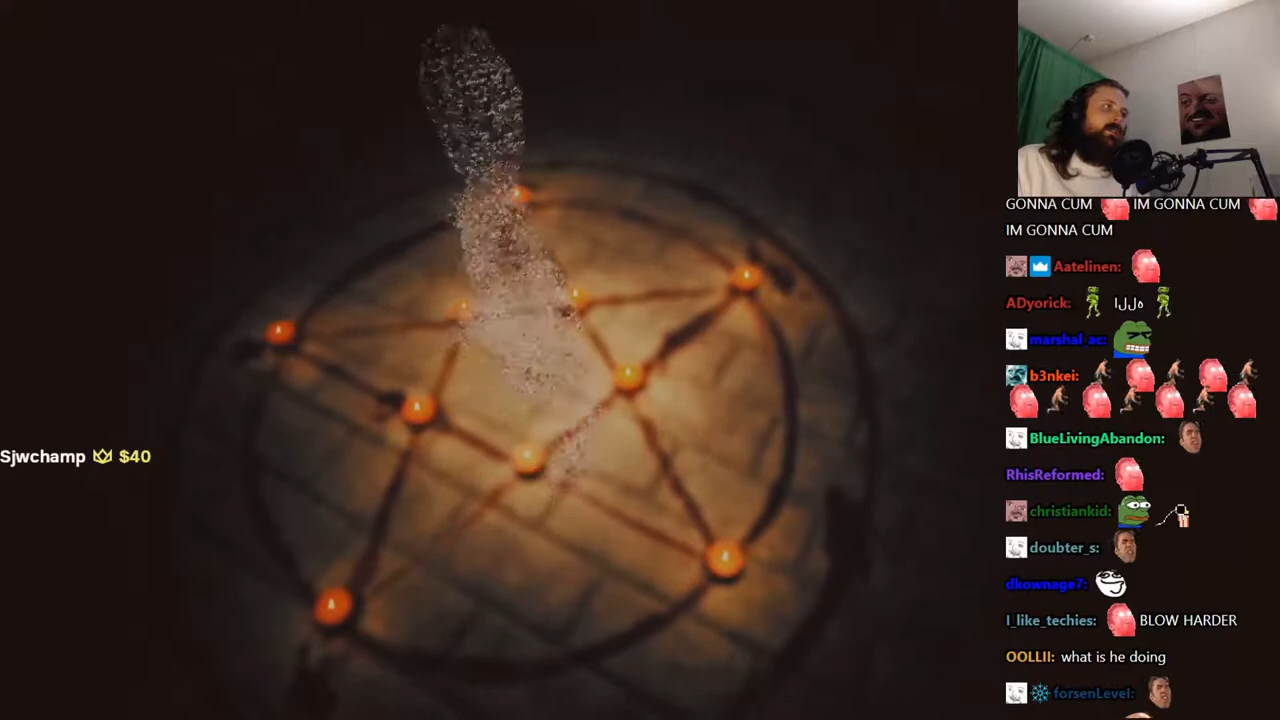 GONNA CUM IM GONNA CUM
IM GONNA CUM
Aatelinen:
ADyorick: الله
marshal_ac:
b3nkei:
BlueLivingAbandon:
RhisReformed:
christiankid:
doubter_s:
dkownage7:
I_like_techies: BLOW HARDER
OOLLII: what is he doing
forsenLevel:
Sjwchamp $40